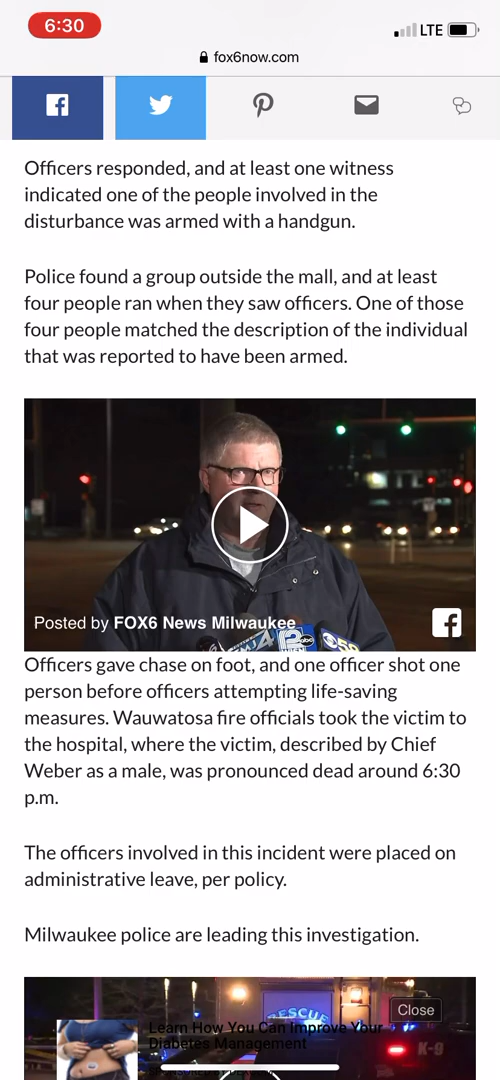 6:30
LTE
fox6now.com
Officers responded, and at least one witness
indicated one of the people involved in the
disturbance was armed with a handgun.
Police found a group outside the mall, and at least
four people ran when they saw officers. One of those
four people matched the description of the individual
that was reported to have been armed.
Posted by FOX6 News Milwaukee
4 12 abc 58
Officers gave chase on foot, and one officer shot one
person before officers attempting life-saving
measures. Wauwatosa fire officials took the victim to
the hospital, where the victim, described by Chief
Weber as a male, was pronounced dead around 6:30
p.m.
The officers involved in this incident were placed on
administrative leave, per policy.
Milwaukee police are leading this investigation.
Close
RESCUE
Learn How You Can Improve Your
Diabetes Management
K-9